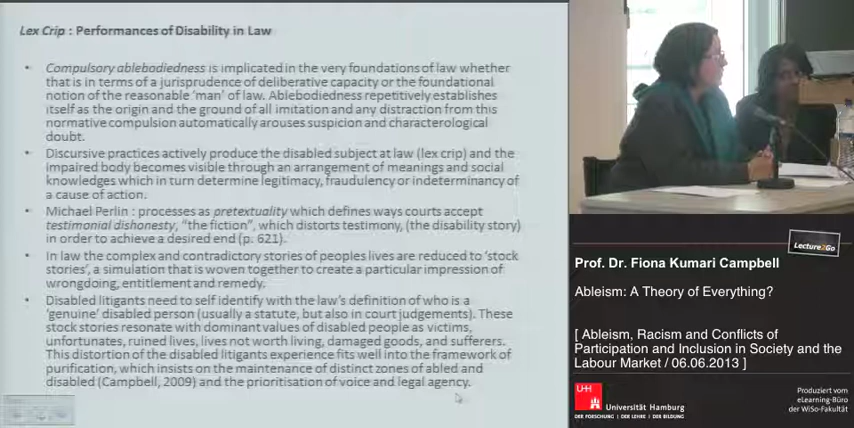 Lex Crip : Performances of Disability in Law
• Compulsory ablebodiedness is implicated in the very foundations of law whether
that is in terms of a jurisprudence of deliberative capacity or the foundational
notion of the reasonable 'man' of law. Ablebodiedness repetitively establishes
itself as the origin and the ground of all imitation and any distraction from this
normative compulsion automatically arouses suspicion and characterological
doubt.
• Discursive practices actively produce the disabled subject at law (lex crip) and the
impaired body becomes visible through an arrangement of meanings and social
knowledges which in turn determine legitimacy, fraudulency or indeterminancy of
a cause of action.
• Michael Perlin : processes as pretextuality which defines ways courts accept
testimonial dishonesty, "the fiction", which distorts testimony, (the disability story)
in order to achieve a desired end (p. 621).
• In law the complex and contradictory stories of peoples lives are reduced to 'stock
stories', a simulation that is woven together to create a particular impression of
wrongdoing, entitlement and remedy.
• Disabled litigants need to self identify with the law's definition of who is a
'genuine' disabled person (usually a statute, but also in court judgements). These
stock stories resonate with dominant values of disabled people as victims,
unfortunates, ruined lives, lives not worth living, damaged goods, and sufferers.
This distortion of the disabled litigants experience fits well into the framework of
purification, which insists on the maintenance of distinct zones of abled and
disabled (Campbell, 2009) and the prioritisation of voice and legal agency.
Lecture2Go
Prof. Dr. Fiona Kumari Campbell
Ableism: A Theory of Everything?
[ Ableism, Racism and Conflicts of
Participation and Inclusion in Society and the
Labour Market / 06.06.2013 ]
UH
Universität Hamburg
DER FORSCHUNG | DER LEHRE | DER BILDUNG
Produziert vom
eLearning-Büro
der WiSo-Fakultät